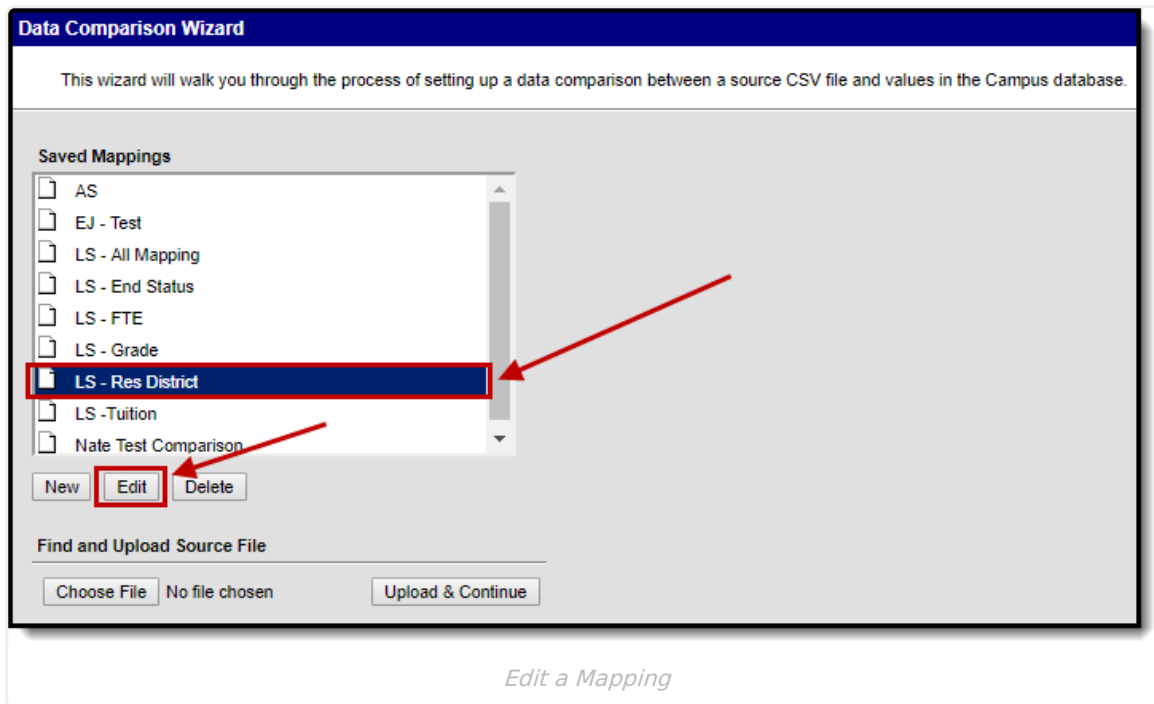 Data Comparison Wizard
This wizard will walk you through the process of setting up a data comparison between a source CSV file and values in the Campus database.
Saved Mappings
AS
EJ - Test
LS - All Mapping
LS - End Status
LS - FTE
LS - Grade
LS - Res District
LS -Tuition
Nate Test Comparison
New Edit Delete
Find and Upload Source File
Choose File No file chosen Upload & Continue
Edit a Mapping